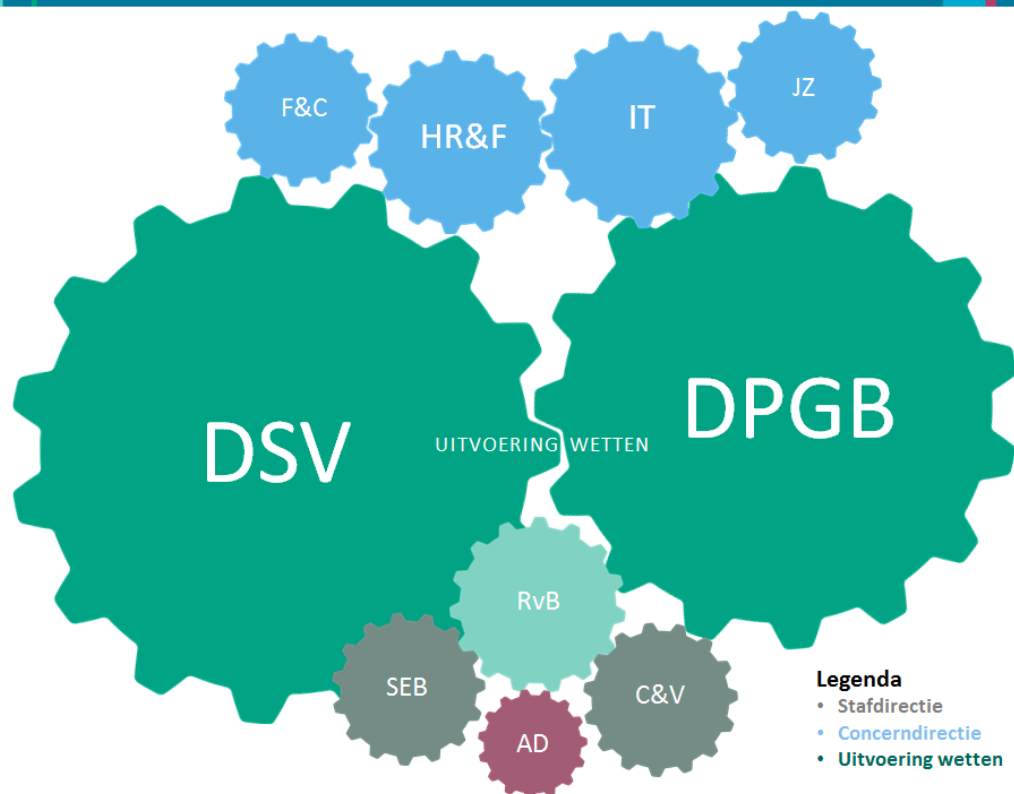 F&C
HR&F
IT
JZ
DSV
DPGB
UITVOERING WETTEN
RvB
SEB
C&V
AD
Legenda
• Stafdirectie
• Concerndirectie
• Uitvoering wetten